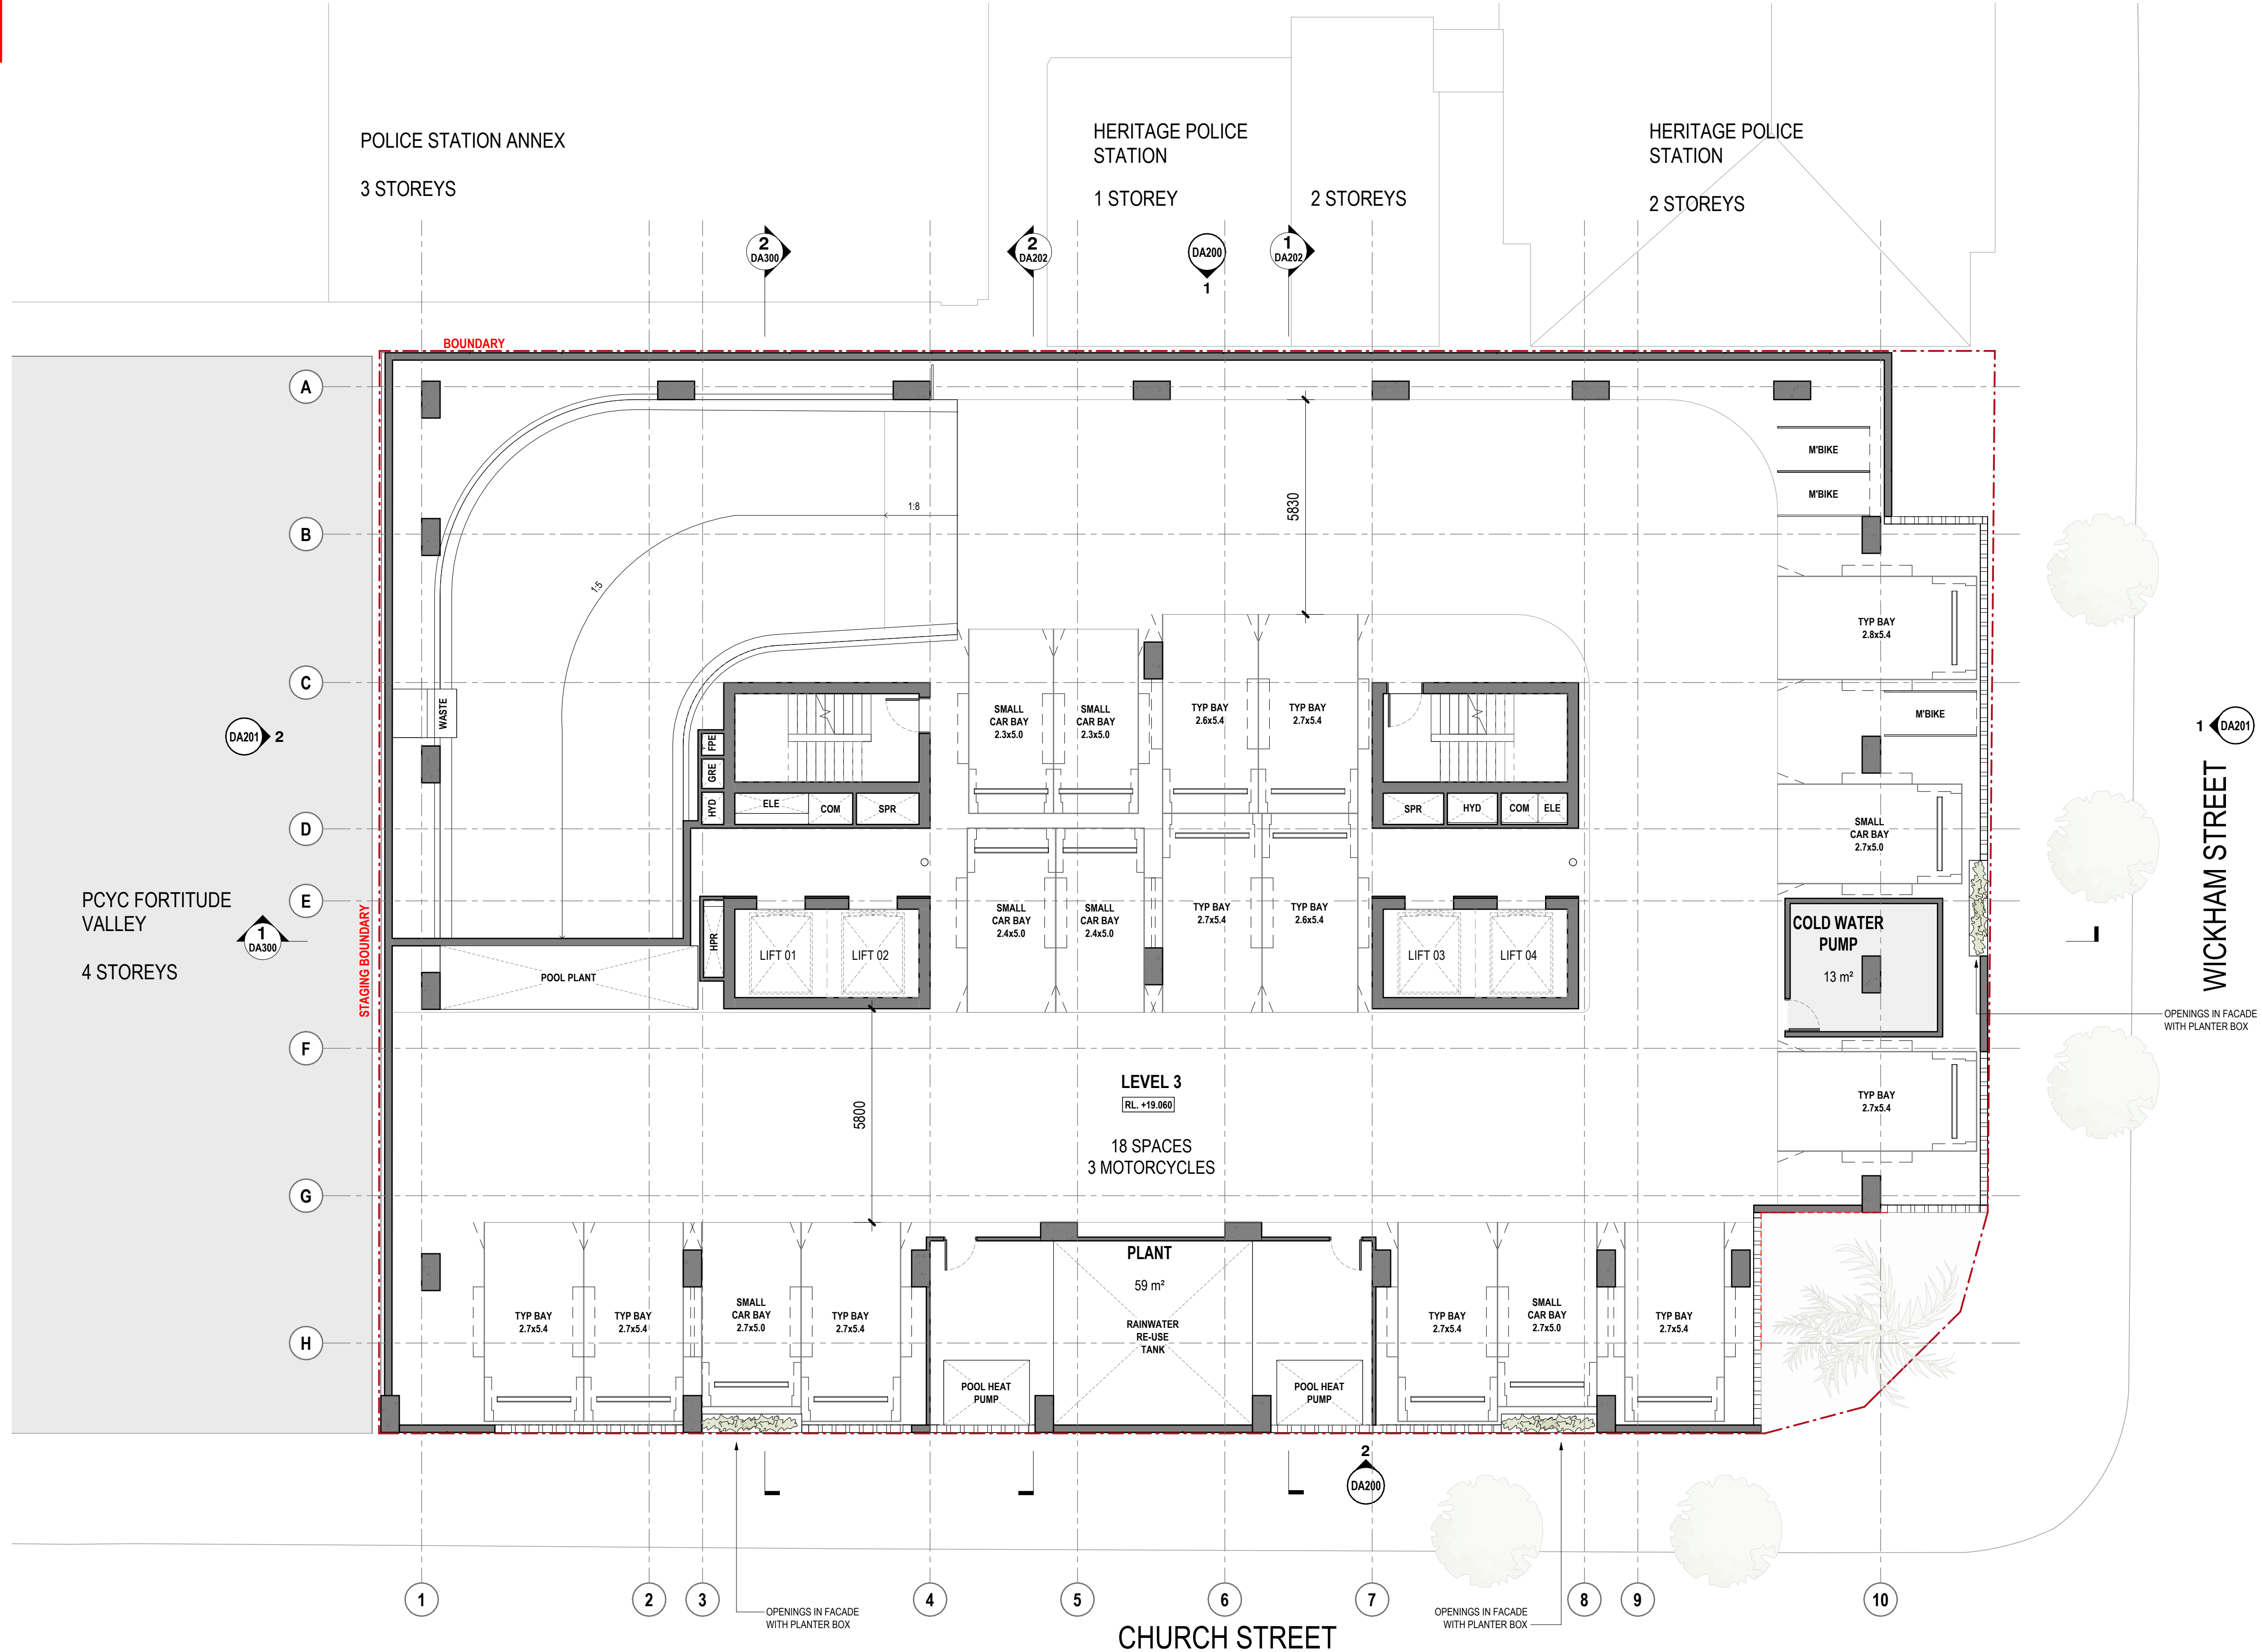 POLICE STATION ANNEX
3 STOREYS
HERITAGE POLICE
STATION
1 STOREY
2 STOREYS
HERITAGE POLICE
STATION
2 STOREYS
2
DA300
2
DA202
DA200
1
1
DA202
BOUNDARY
A
B
C
D
E
F
G
H
M'BIKE
M'BIKE
5830
1:8
1:5
TYP BAY
2.8x5.4
WASTE
M'BIKE
DA201
2
1
DA201
WICKHAM STREET
FPE
GRE
HYD
ELE
COM
SPR
SMALL
CAR BAY
2.3x5.0
SMALL
CAR BAY
2.3x5.0
TYP BAY
2.6x5.4
TYP BAY
2.7x5.4
SPR
HYD
COM
ELE
SMALL
CAR BAY
2.7x5.0
PCYC FORTITUDE
VALLEY
4 STOREYS
1
DA300
STAGING BOUNDARY
POOL PLANT
HPR
LIFT 01
LIFT 02
SMALL
CAR BAY
2.4x5.0
SMALL
CAR BAY
2.4x5.0
TYP BAY
2.7x5.4
TYP BAY
2.6x5.4
LIFT 03
LIFT 04
COLD WATER
PUMP
13 m²
OPENINGS IN FACADE
WITH PLANTER BOX
5800
LEVEL 3
RL. +19.060
18 SPACES
3 MOTORCYCLES
TYP BAY
2.7x5.4
TYP BAY
2.7x5.4
TYP BAY
2.7x5.4
SMALL
CAR BAY
2.7x5.0
TYP BAY
2.7x5.4
PLANT
59 m²
RAINWATER
RE-USE
TANK
POOL HEAT
PUMP
POOL HEAT
PUMP
TYP BAY
2.7x5.4
SMALL
CAR BAY
2.7x5.0
TYP BAY
2.7x5.4
2
DA200
1
2
3
4
5
6
7
8
9
10
OPENINGS IN FACADE
WITH PLANTER BOX
OPENINGS IN FACADE
WITH PLANTER BOX
CHURCH STREET